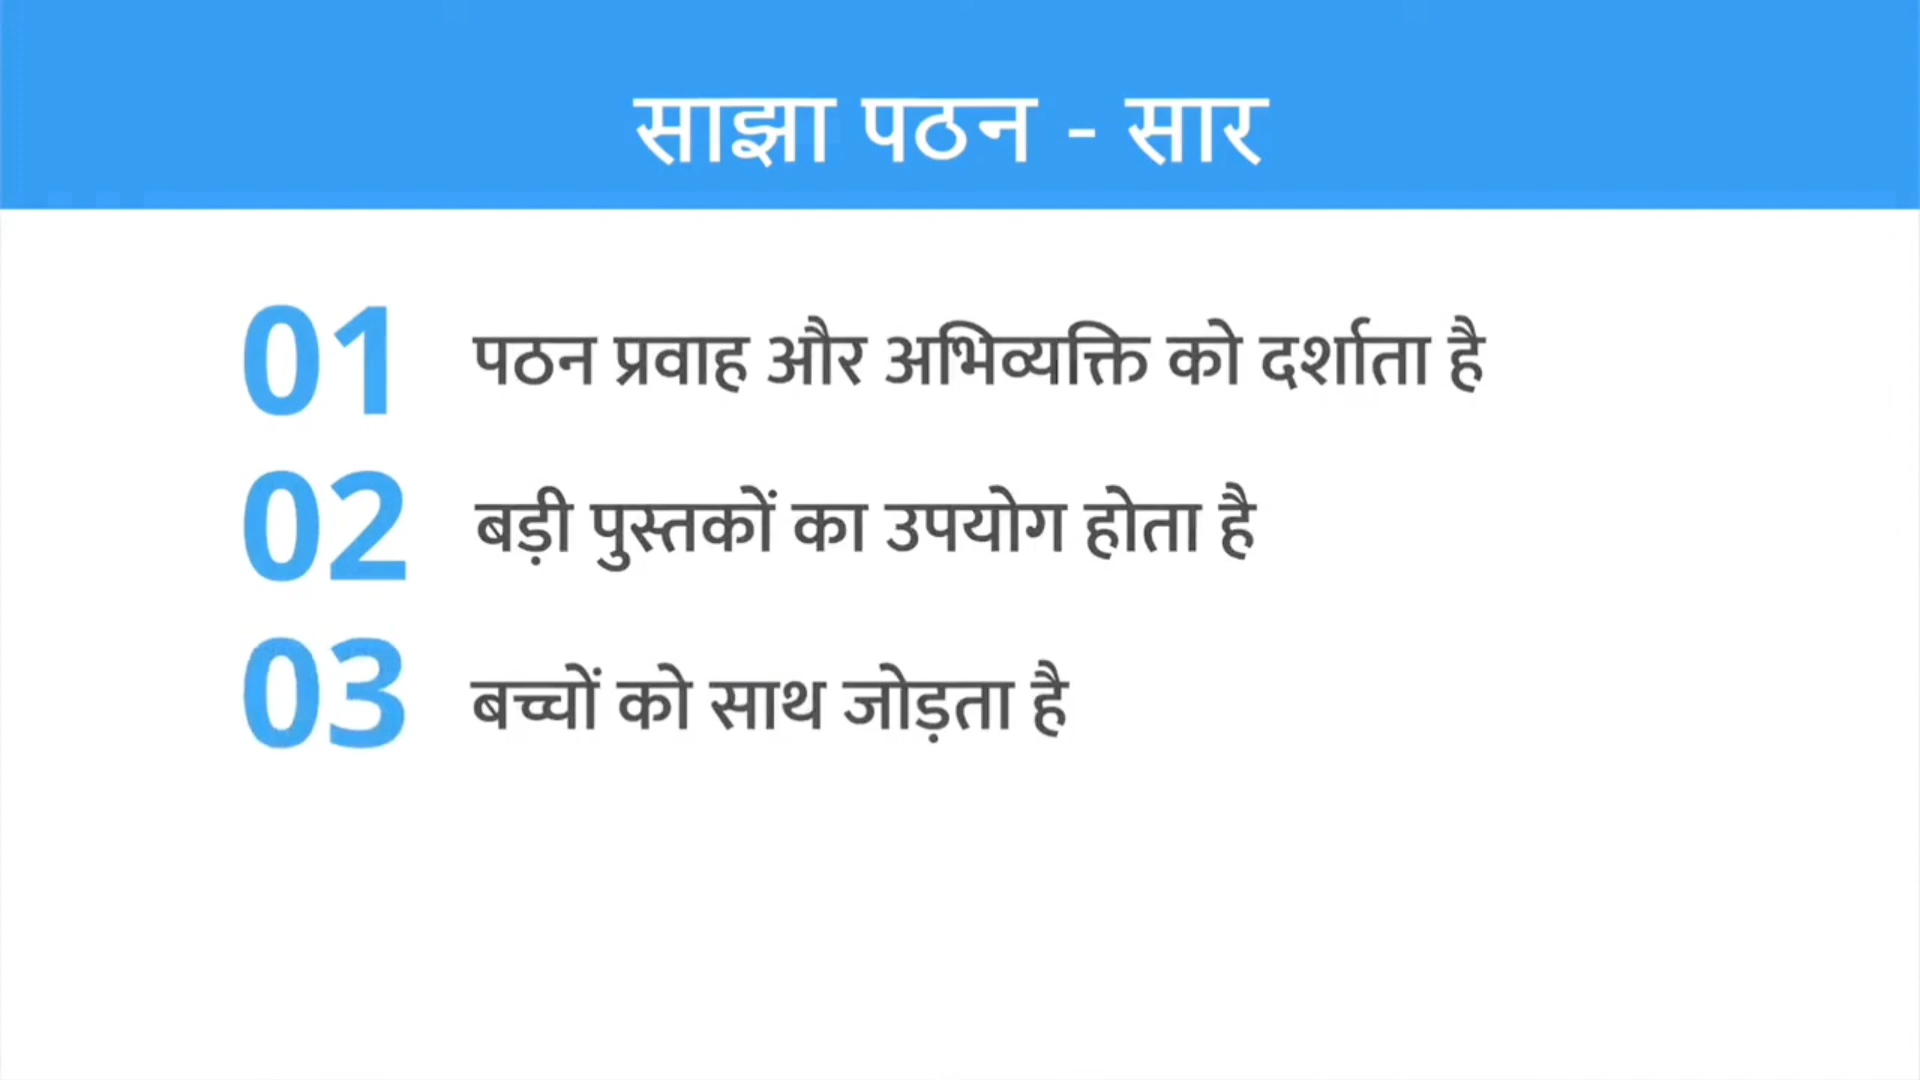 साझा पठन - सार
01 पठन प्रवाह और अभिव्यक्ति को दर्शाता है
02 बड़ी पुस्तकों का उपयोग होता है
03 बच्चों को साथ जोड़ता है